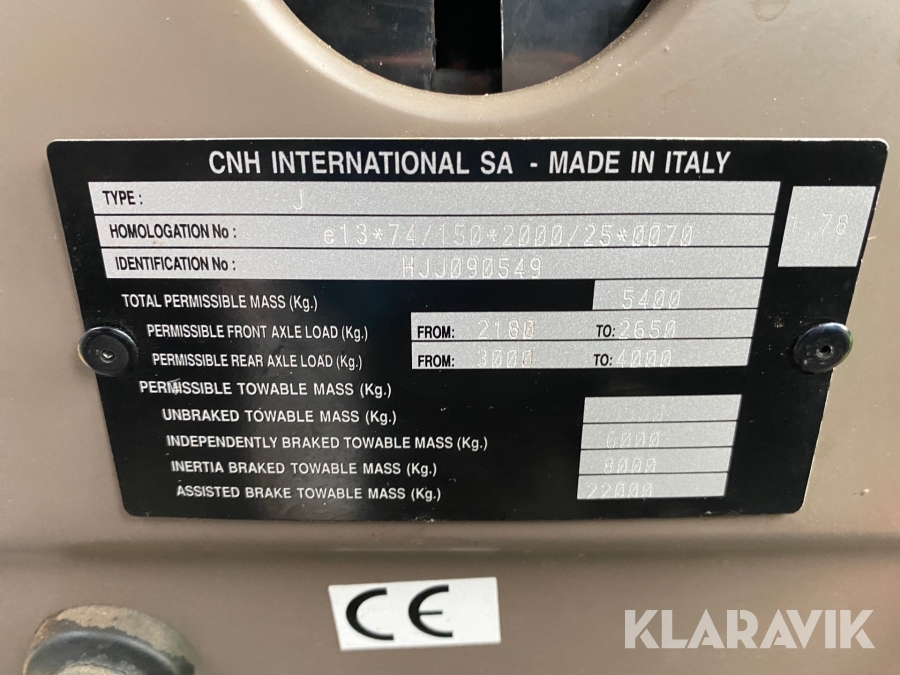 CNH INTERNATIONAL SA - MADE IN ITALY
TYPE: J
78
HOMOLOGATION No: e13*74/150*2000/25*0070
IDENTIFICATION No: HJJ090549
TOTAL PERMISSIBLE MASS (Kg.) 5400
PERMISSIBLE FRONT AXLE LOAD (Kg.) FROM: 2180 TO: 2650
PERMISSIBLE REAR AXLE LOAD (Kg.) FROM: 3000 TO: 4000
PERMISSIBLE TOWABLE MASS (Kg.)
UNBRAKED TOWABLE MASS (Kg.)
INDEPENDENTLY BRAKED TOWABLE MASS (Kg.) 6000
INERTIA BRAKED TOWABLE MASS (Kg.) 8000
ASSISTED BRAKE TOWABLE MASS (Kg.) 22000
CE
KLARAVIK